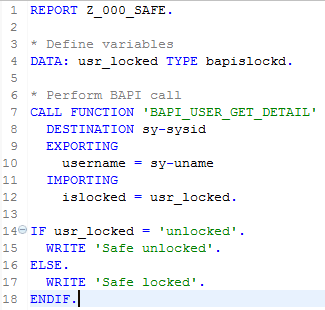 1 REPORT Z_000_SAFE.
2
3 * Define variables
4 DATA: usr_locked TYPE bapislockd.
5
6 * Perform BAPI call
7 CALL FUNCTION 'BAPI_USER_GET_DETAIL'
8   DESTINATION sy-sysid
9   EXPORTING
10     username = sy-uname
11   IMPORTING
12     islocked = usr_locked.
13
14 IF usr_locked = 'unlocked'.
15   WRITE 'Safe unlocked'.
16 ELSE.
17   WRITE 'Safe locked'.
18 ENDIF.